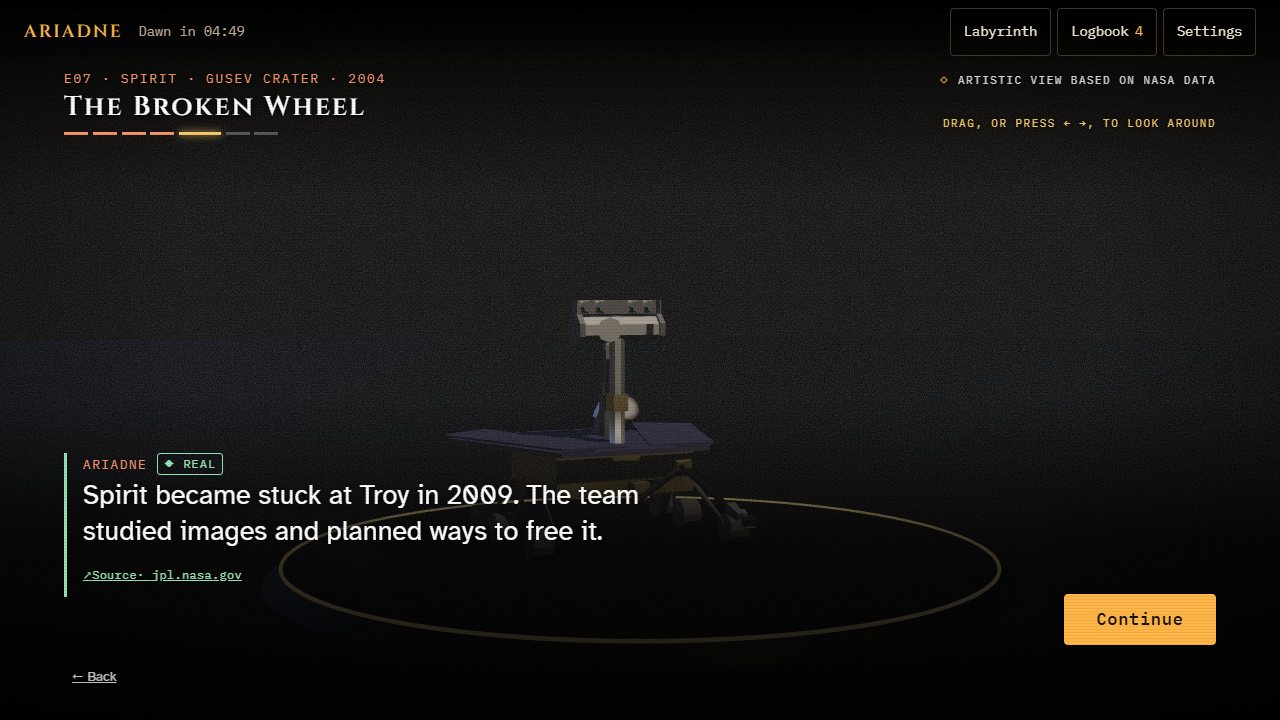 ARIADNE Dawn in 04:49 Labyrinth Logbook 4 Settings
E07 · SPIRIT · GUSEV CRATER · 2004
The Broken Wheel
◇ ARTISTIC VIEW BASED ON NASA DATA
DRAG, OR PRESS ← →, TO LOOK AROUND
ARIADNE ◆ REAL
Spirit became stuck at Troy in 2009. The team
studied images and planned ways to free it.
↗Source· jpl.nasa.gov
Continue
← Back